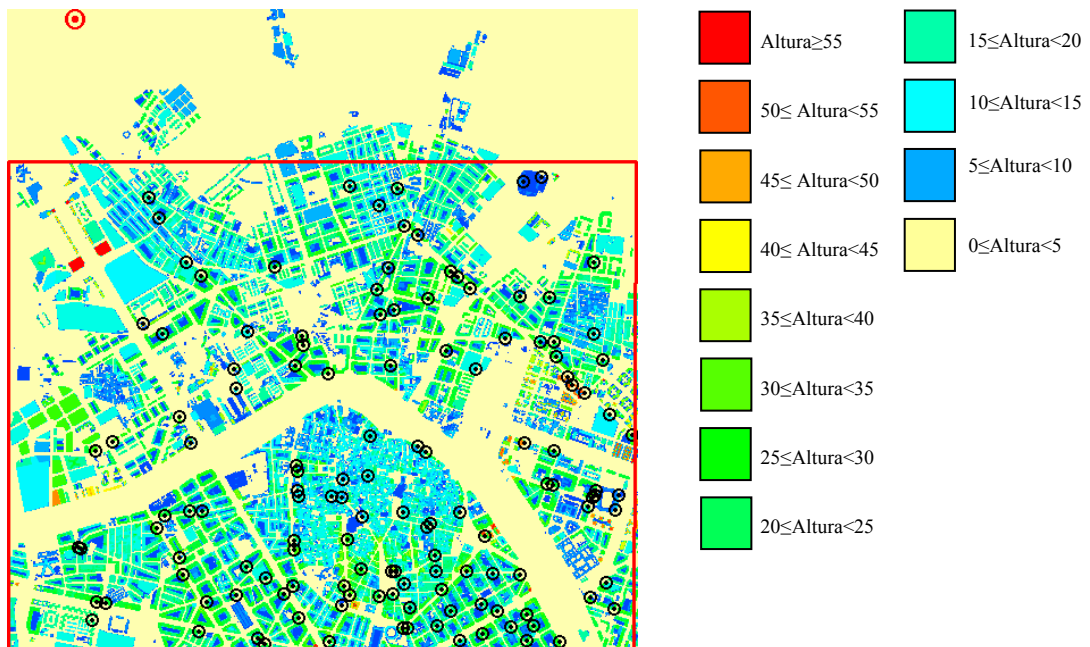 Altura≥55
50≤ Altura<55
45≤ Altura<50
40≤ Altura<45
35≤Altura<40
30≤Altura<35
25≤Altura<30
20≤Altura<25
15≤Altura<20
10≤Altura<15
5≤Altura<10
0≤Altura<5